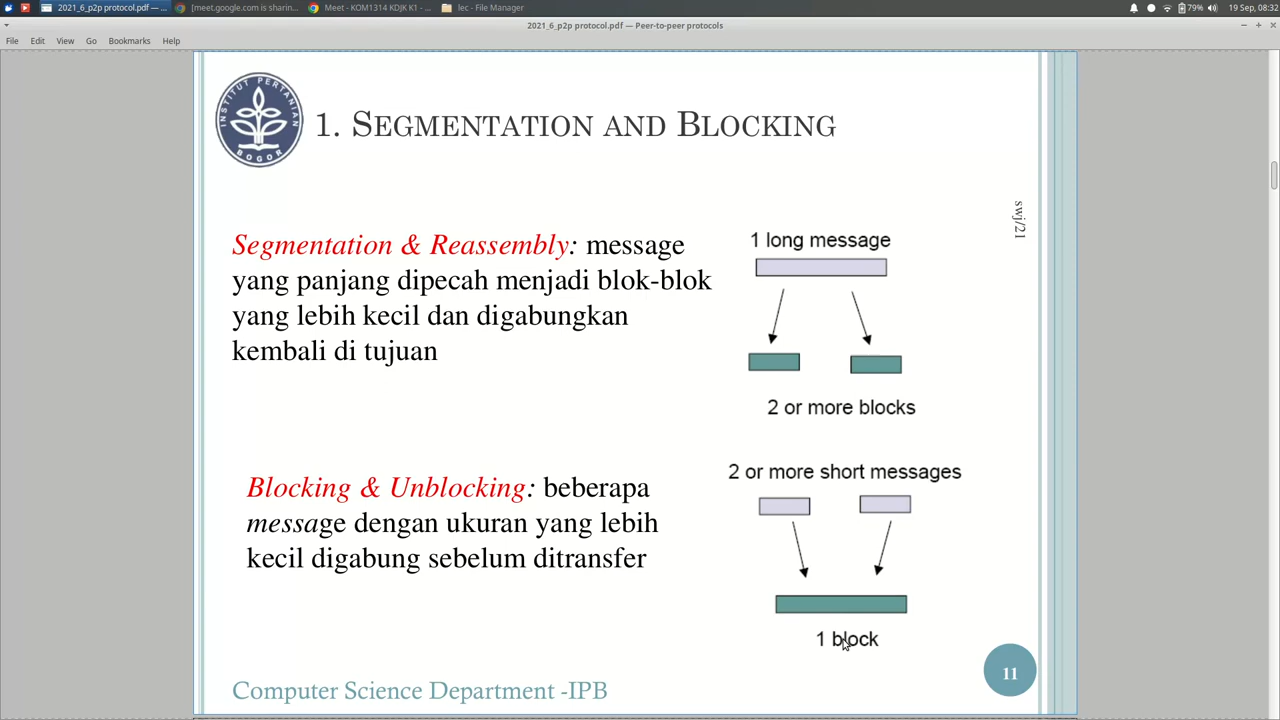 2021_6_p2p protocol.pdf — ...
[meet.google.com is sharin...
Meet - KOM1314 KDJK K1 - ...
lec - File Manager
79%
19 Sep, 08:32
2021_6_p2p protocol.pdf — Peer-to-peer protocols
File Edit View Go Bookmarks Help
INSTITUT PERTANIAN
BOGOR
1. SEGMENTATION AND BLOCKING
swj/21
Segmentation & Reassembly: message
yang panjang dipecah menjadi blok-blok
yang lebih kecil dan digabungkan
kembali di tujuan
1 long message
2 or more blocks
Blocking & Unblocking: beberapa
message dengan ukuran yang lebih
kecil digabung sebelum ditransfer
2 or more short messages
1 block
Computer Science Department -IPB
11